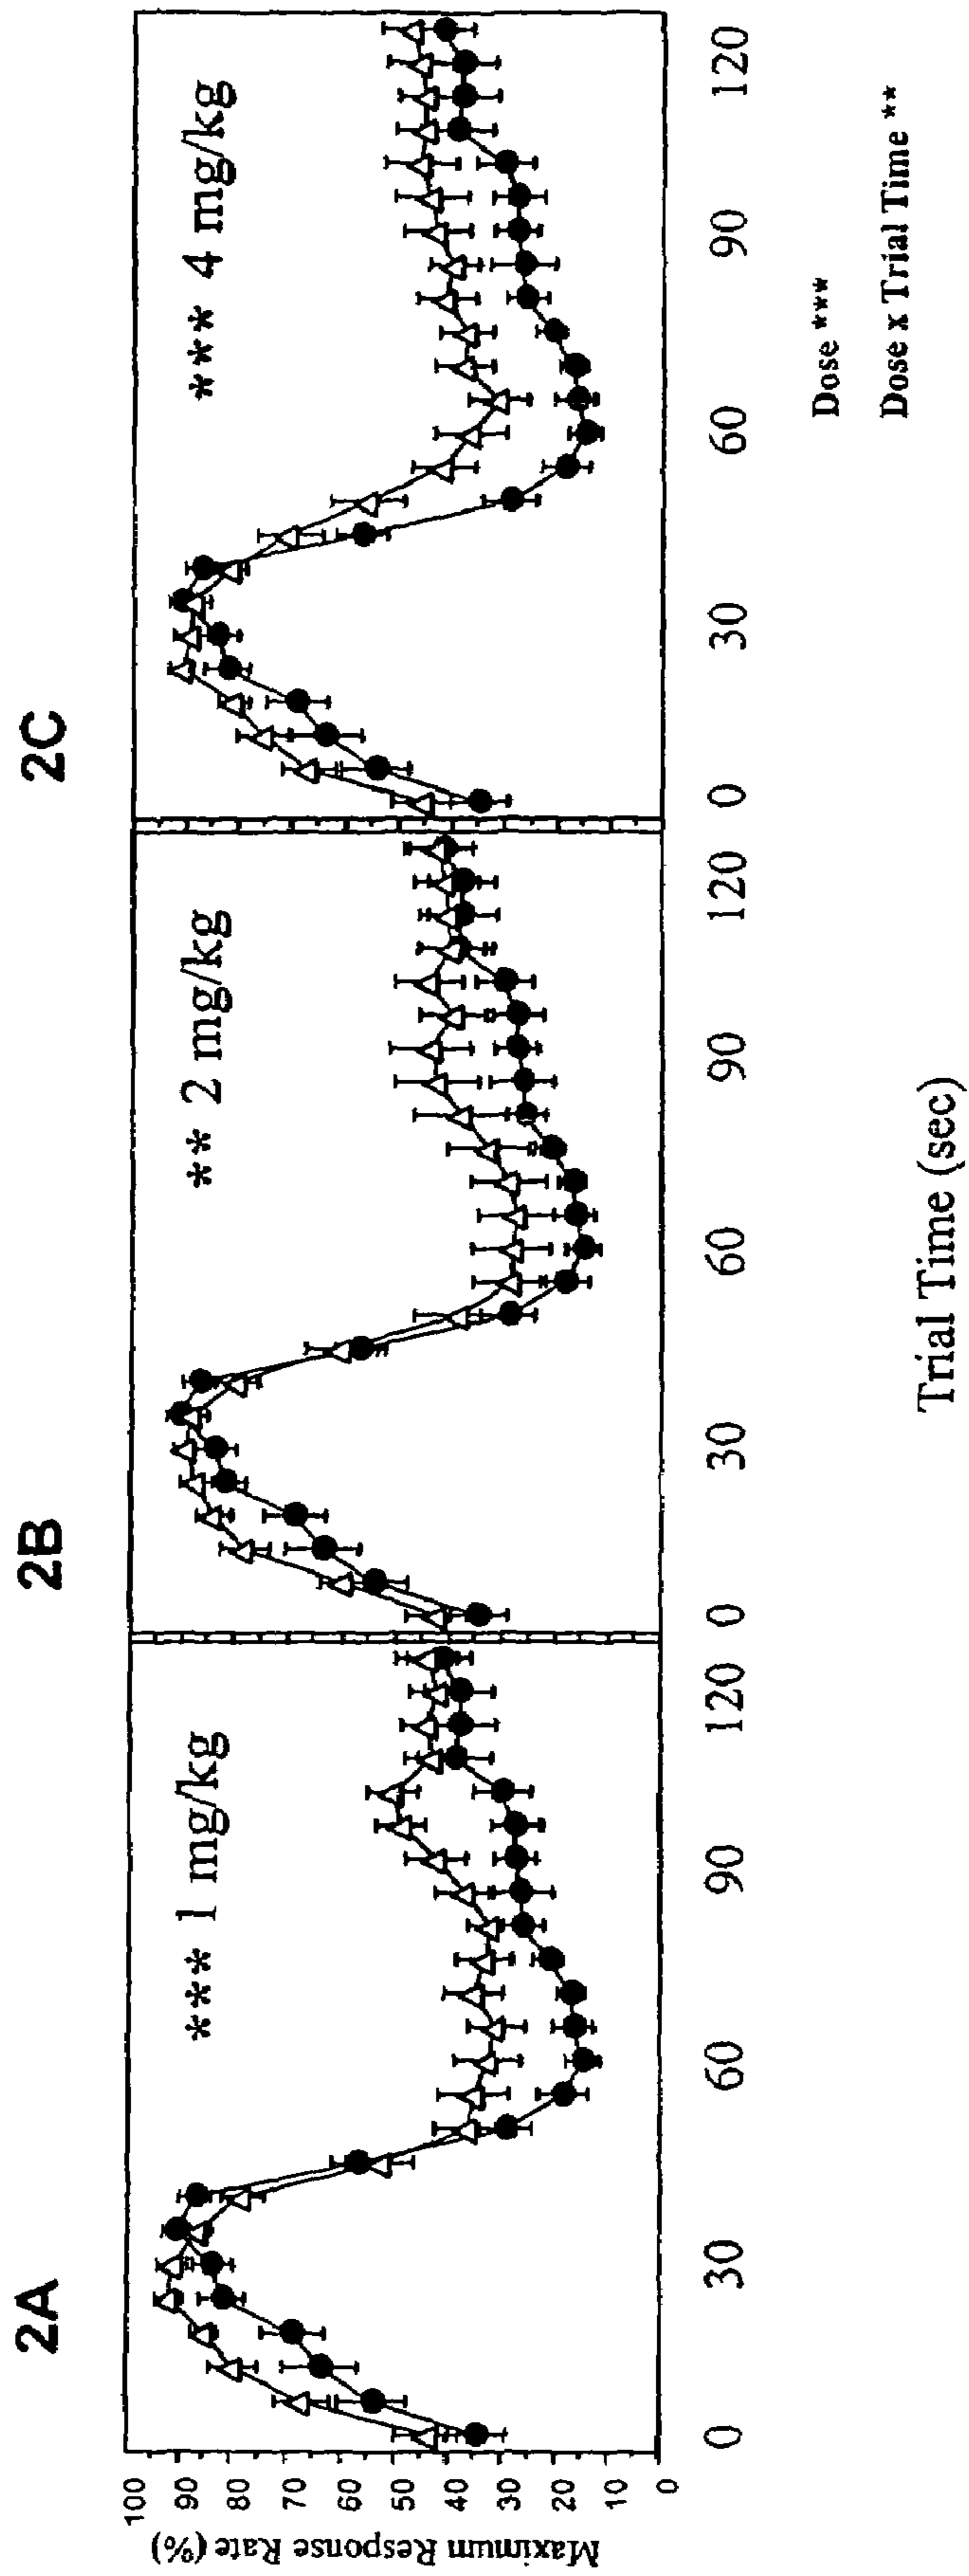 2A
2B
2C
*** 1 mg/kg
** 2 mg/kg
*** 4 mg/kg
Maximum Response Rate (%)
100
90
80
70
60
50
40
30
20
10
0
0 30 60 90 120
0 30 60 90 120
0 30 60 90 120
Trial Time (sec)
Dose ***
Dose x Trial Time **